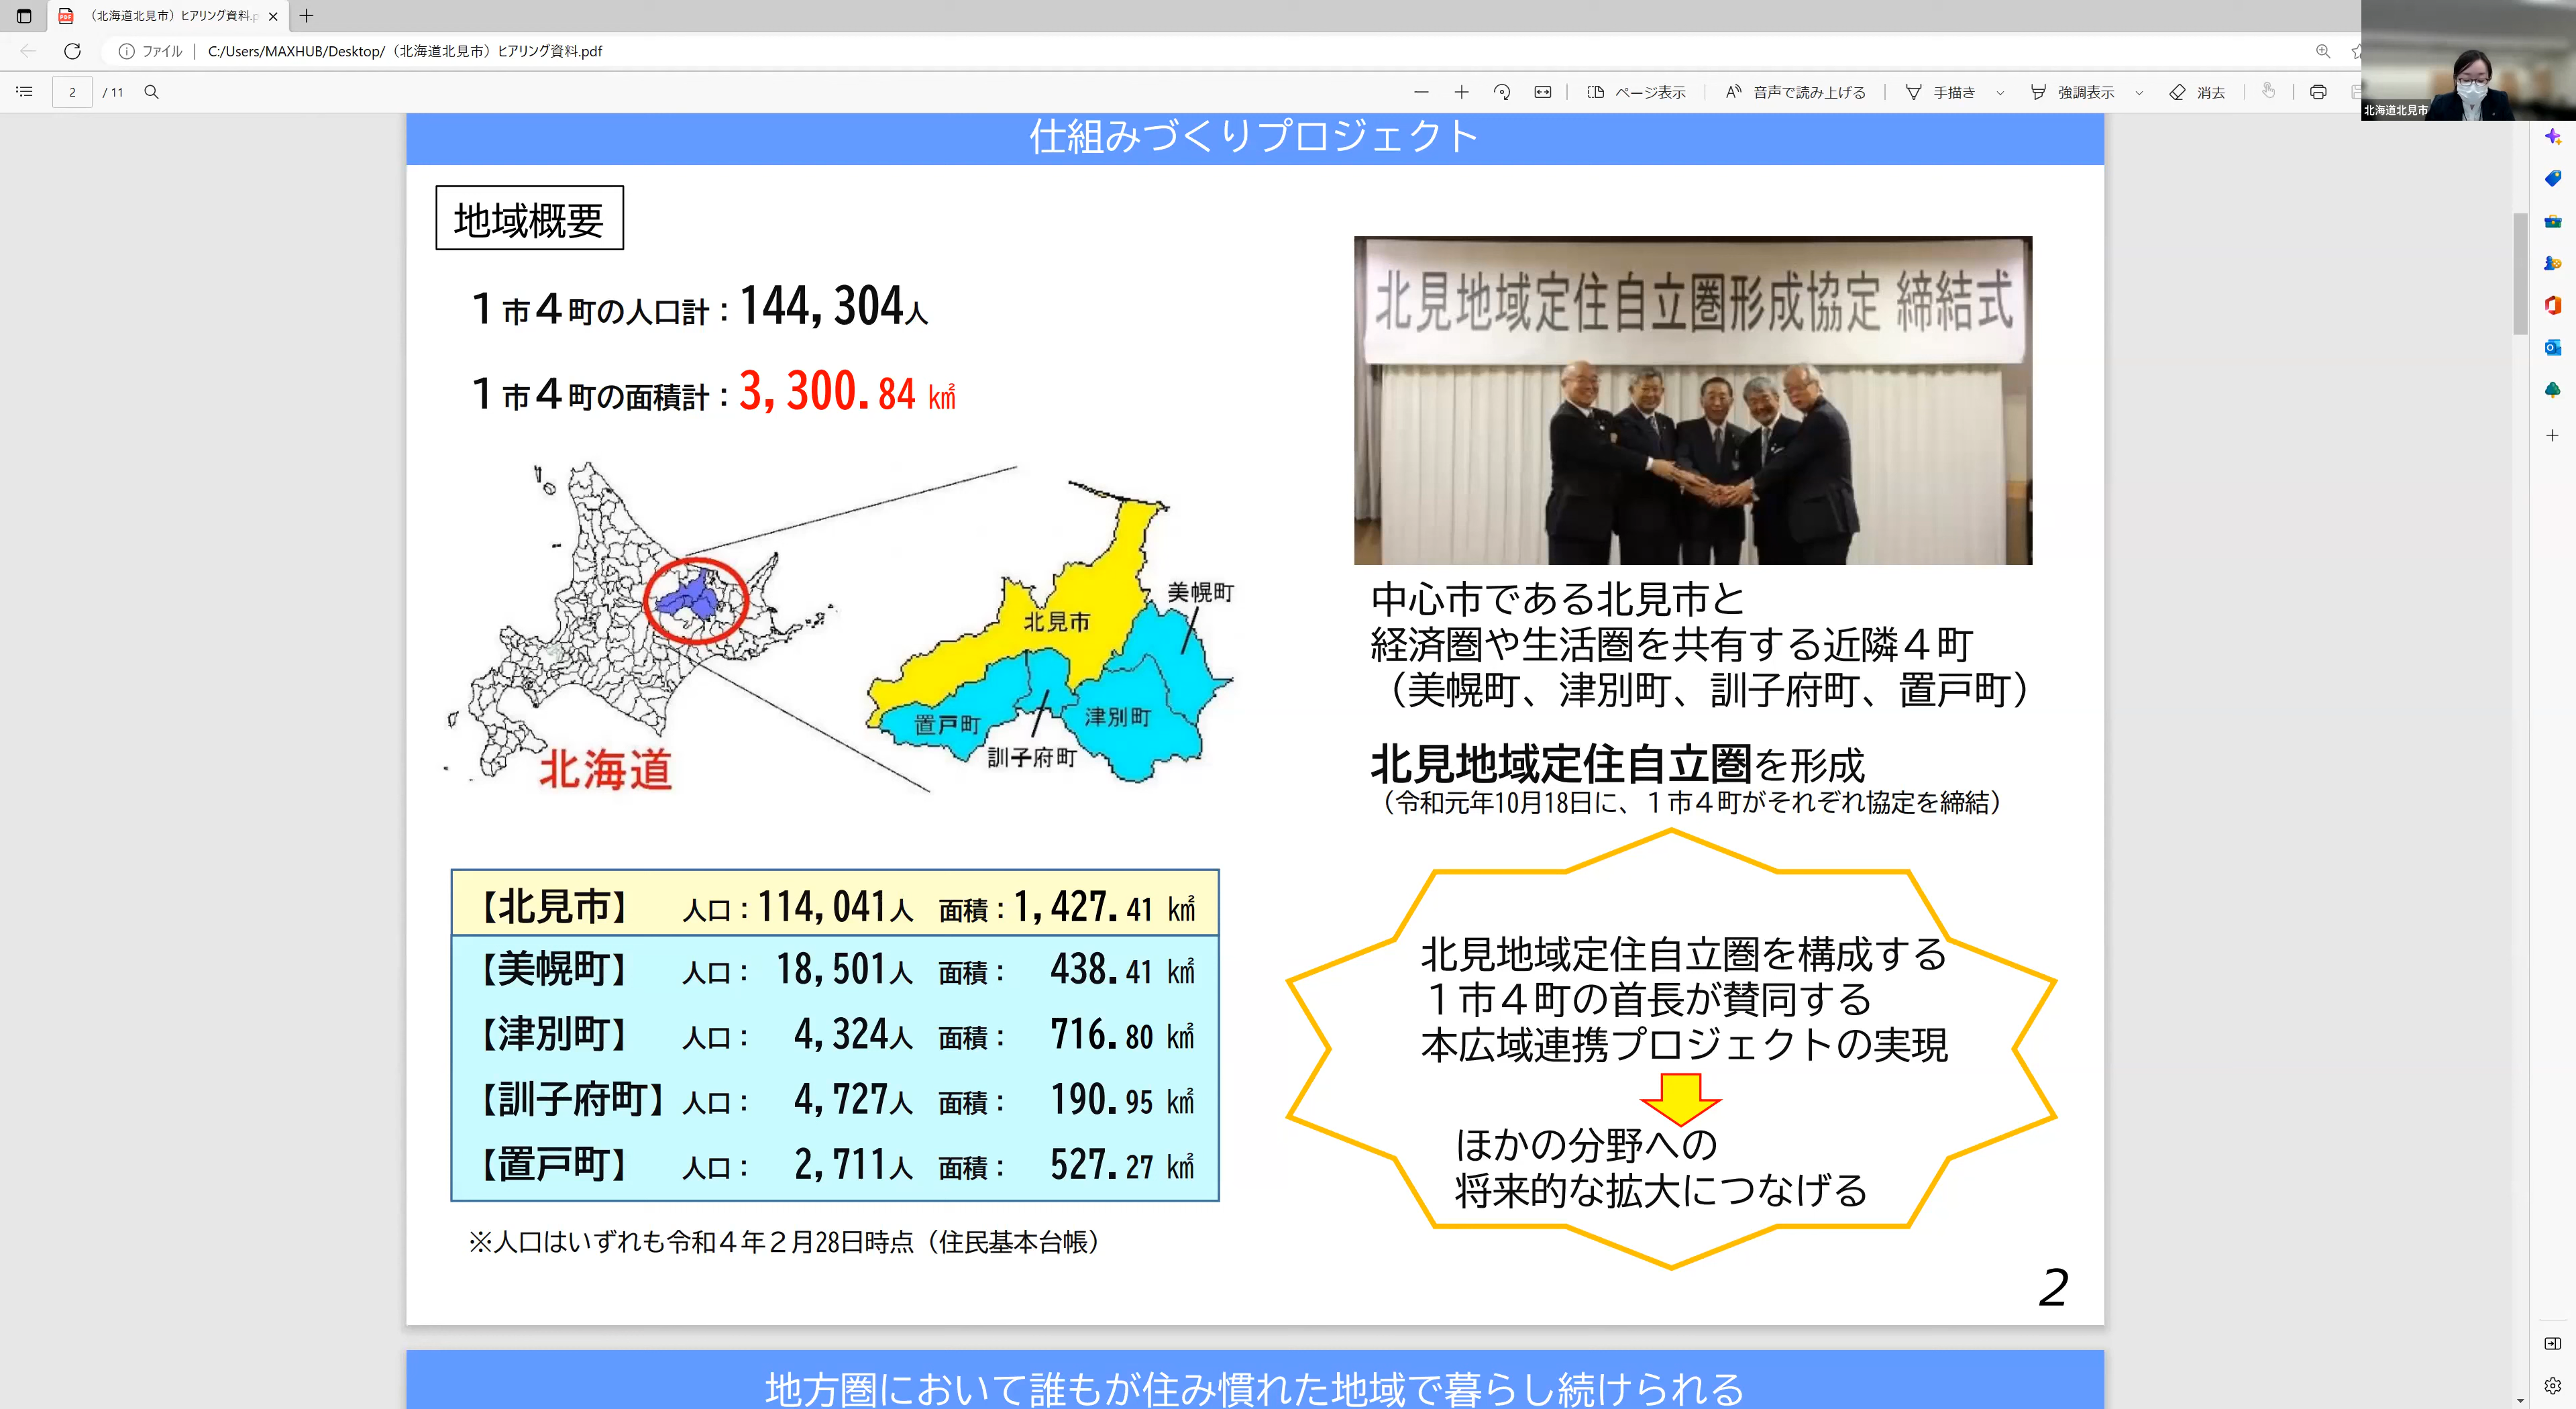 （北海道北見市）ヒアリング資料.p
ファイル
C:/Users/MAXHUB/Desktop/（北海道北見市）ヒアリング資料.pdf
2 / 11
ページ表示
音声で読み上げる
手描き
強調表示
消去
北海道北見市
仕組みづくりプロジェクト
地域概要
１市４町の人口計：144,304人
１市４町の面積計：3,300.84 ㎢
北海道
北見市
美幌町
置戸町
訓子府町
津別町
【北見市】 人口：114,041人 面積：1,427.41 ㎢
【美幌町】 人口： 18,501人 面積： 438.41 ㎢
【津別町】 人口： 4,324人 面積： 716.80 ㎢
【訓子府町】 人口： 4,727人 面積： 190.95 ㎢
【置戸町】 人口： 2,711人 面積： 527.27 ㎢
※人口はいずれも令和４年２月28日時点（住民基本台帳）
北見地域定住自立圏形成協定 締結式
中心市である北見市と
経済圏や生活圏を共有する近隣４町
（美幌町、津別町、訓子府町、置戸町）
北見地域定住自立圏を形成
（令和元年10月18日に、１市４町がそれぞれ協定を締結）
北見地域定住自立圏を構成する
１市４町の首長が賛同する
本広域連携プロジェクトの実現
ほかの分野への
将来的な拡大につなげる
2
地方圏において誰もが住み慣れた地域で暮らし続けられる